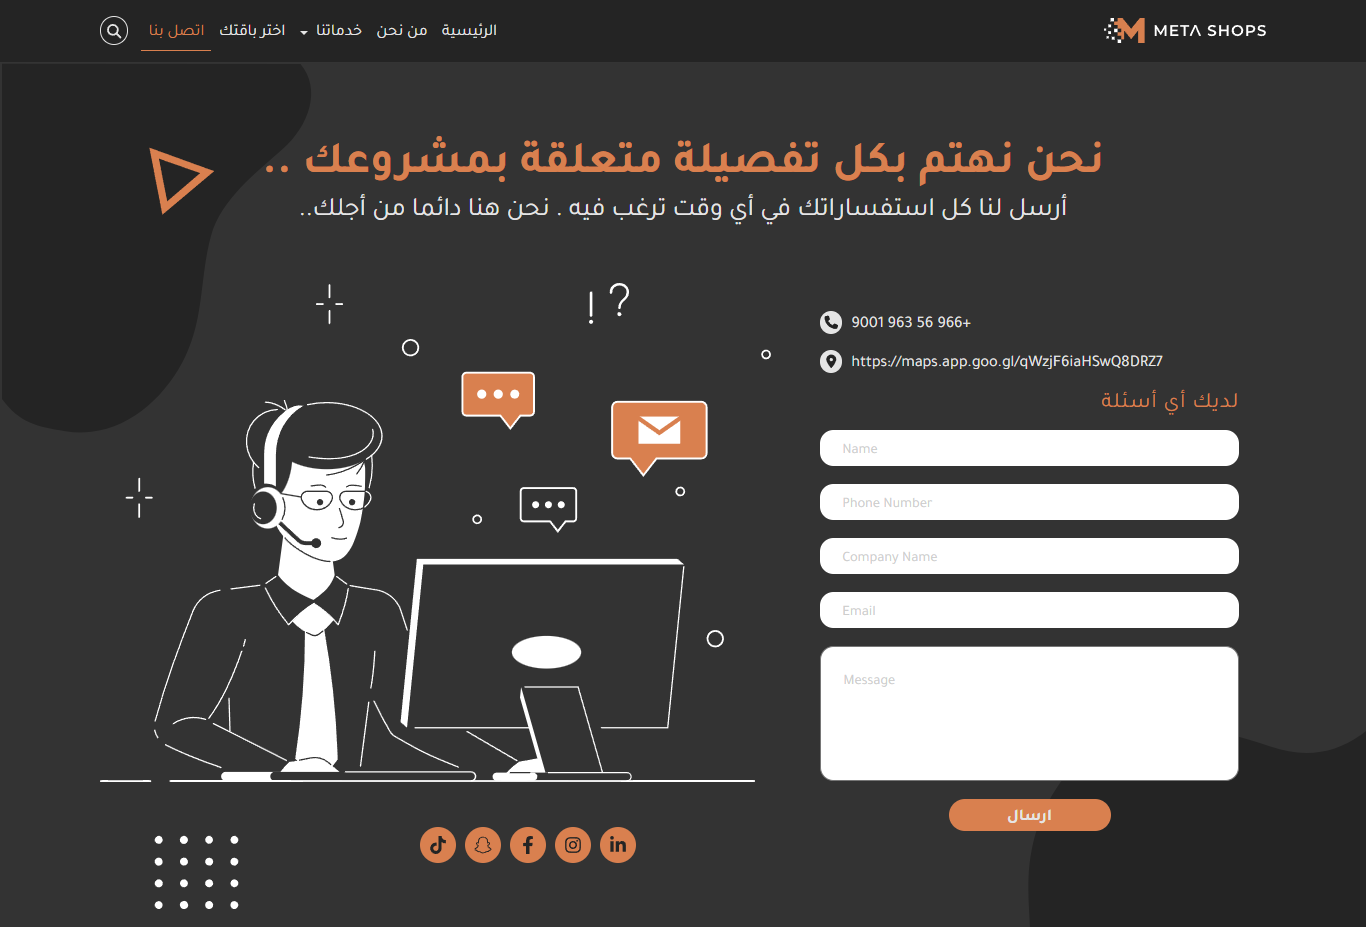 META SHOPS
الرئيسية
من نحن
خدماتنا
اختر باقتك
اتصل بنا
نحن نهتم بكل تفصيلة متعلقة بمشروعك ..
أرسل لنا كل استفساراتك في أي وقت ترغب فيه . نحن هنا دائما من أجلك..
! ?
9001 963 56 966+
https://maps.app.goo.gl/qWzjF6iaHSwQ8DRZ7
لديك أي أسئلة
Name
Phone Number
Company Name
Email
Message
ارسال